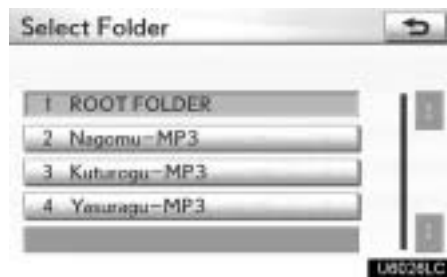 Select Folder
1 ROOT FOLDER
2 Nagomu-MP3
3 Kuturogu-MP3
4 Yasuragu-MP3
U6026LC